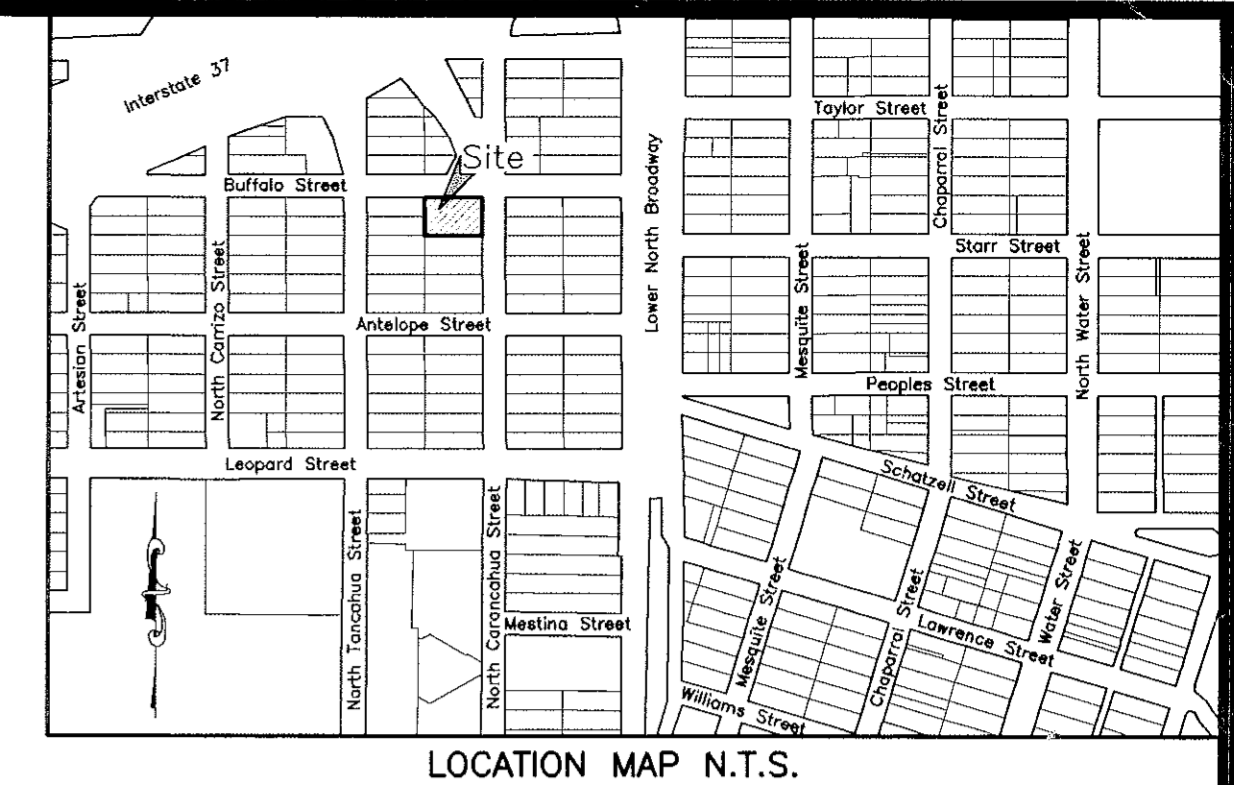 Interstate 37
Taylor Street
Chaparral Street
Site
Buffalo Street
Lower North Broadway
Starr Street
North Carrizo Street
Mesquite Street
North Water Street
Artesian Street
Antelope Street
Peoples Street
Leopard Street
Schatzell Street
North Tancahua Street
North Carancahua Street
Mestina Street
Mesquite Street
Chaparral Street
Lawrence Street
Water Street
Williams Street
LOCATION MAP N.T.S.